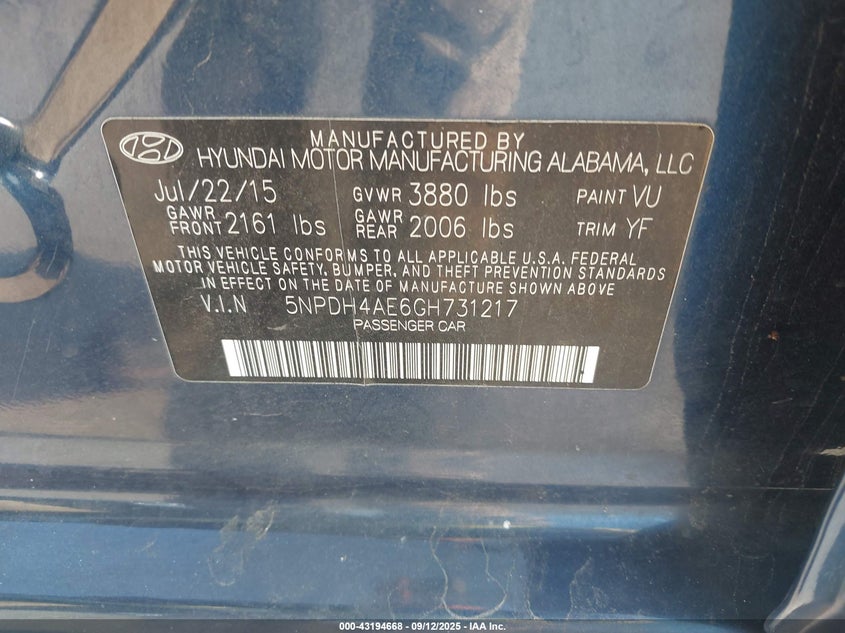 MANUFACTURED BY
HYUNDAI MOTOR MANUFACTURING ALABAMA, LLC
Jul/22/15 GVWR 3880 lbs PAINT VU
GAWR FRONT 2161 lbs GAWR REAR 2006 lbs TRIM YF
THIS VEHICLE CONFORMS TO ALL APPLICABLE U.S.A. FEDERAL
MOTOR VEHICLE SAFETY, BUMPER, AND THEFT PREVENTION STANDARDS
IN EFFECT ON THE DATE OF MANUFACTURE SHOWN ABOVE
V.I.N 5NPDH4AE6GH731217
PASSENGER CAR
000-43194668 - 09/12/2025 - IAA Inc.